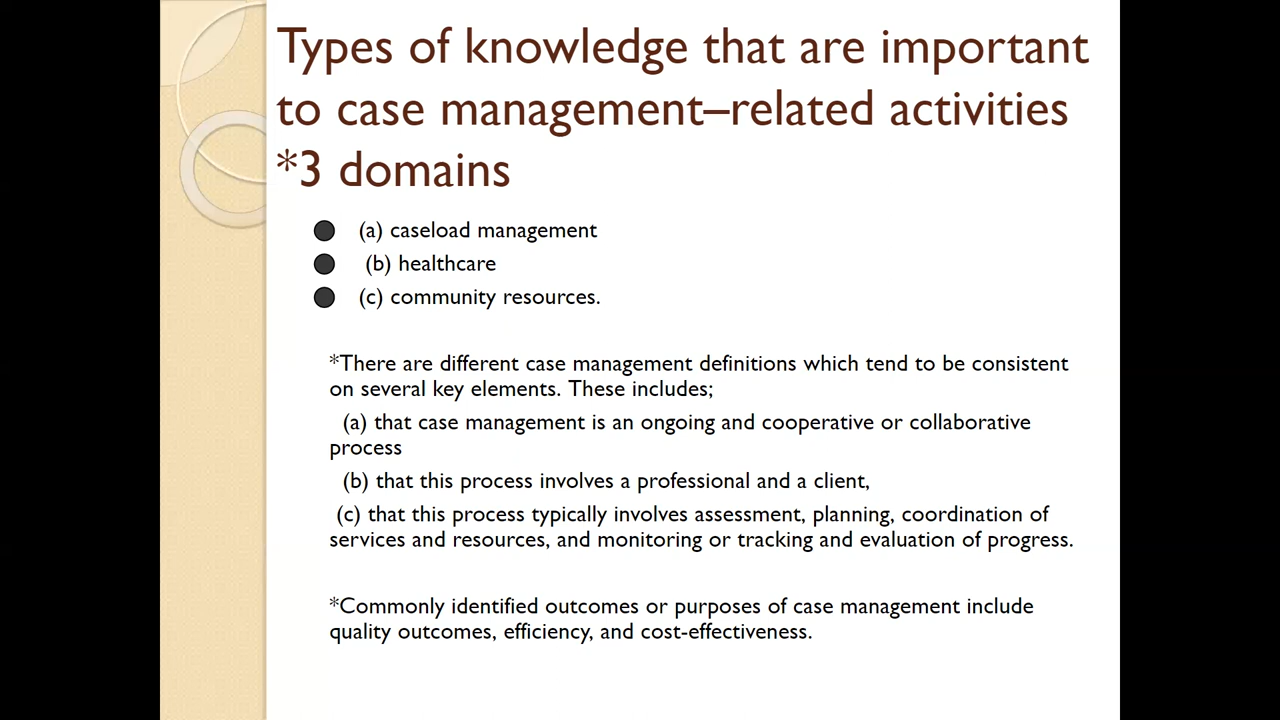 Types of knowledge that are important
to case management–related activities
*3 domains
(a) caseload management
(b) healthcare
(c) community resources.
*There are different case management definitions which tend to be consistent
on several key elements. These includes;
(a) that case management is an ongoing and cooperative or collaborative
process
(b) that this process involves a professional and a client,
(c) that this process typically involves assessment, planning, coordination of
services and resources, and monitoring or tracking and evaluation of progress.
*Commonly identified outcomes or purposes of case management include
quality outcomes, efficiency, and cost-effectiveness.